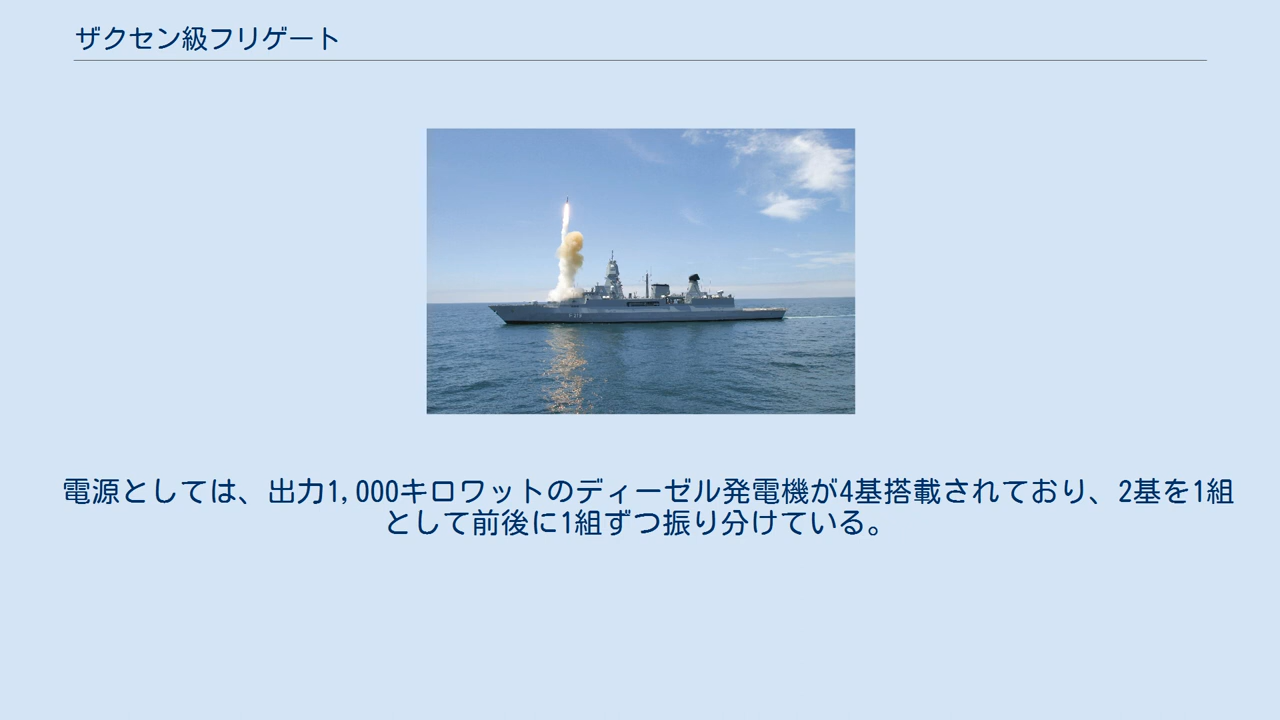 ザクセン級フリゲート
電源としては、出力1,000キロワットのディーゼル発電機が4基搭載されており、2基を1組
として前後に1組ずつ振り分けている。